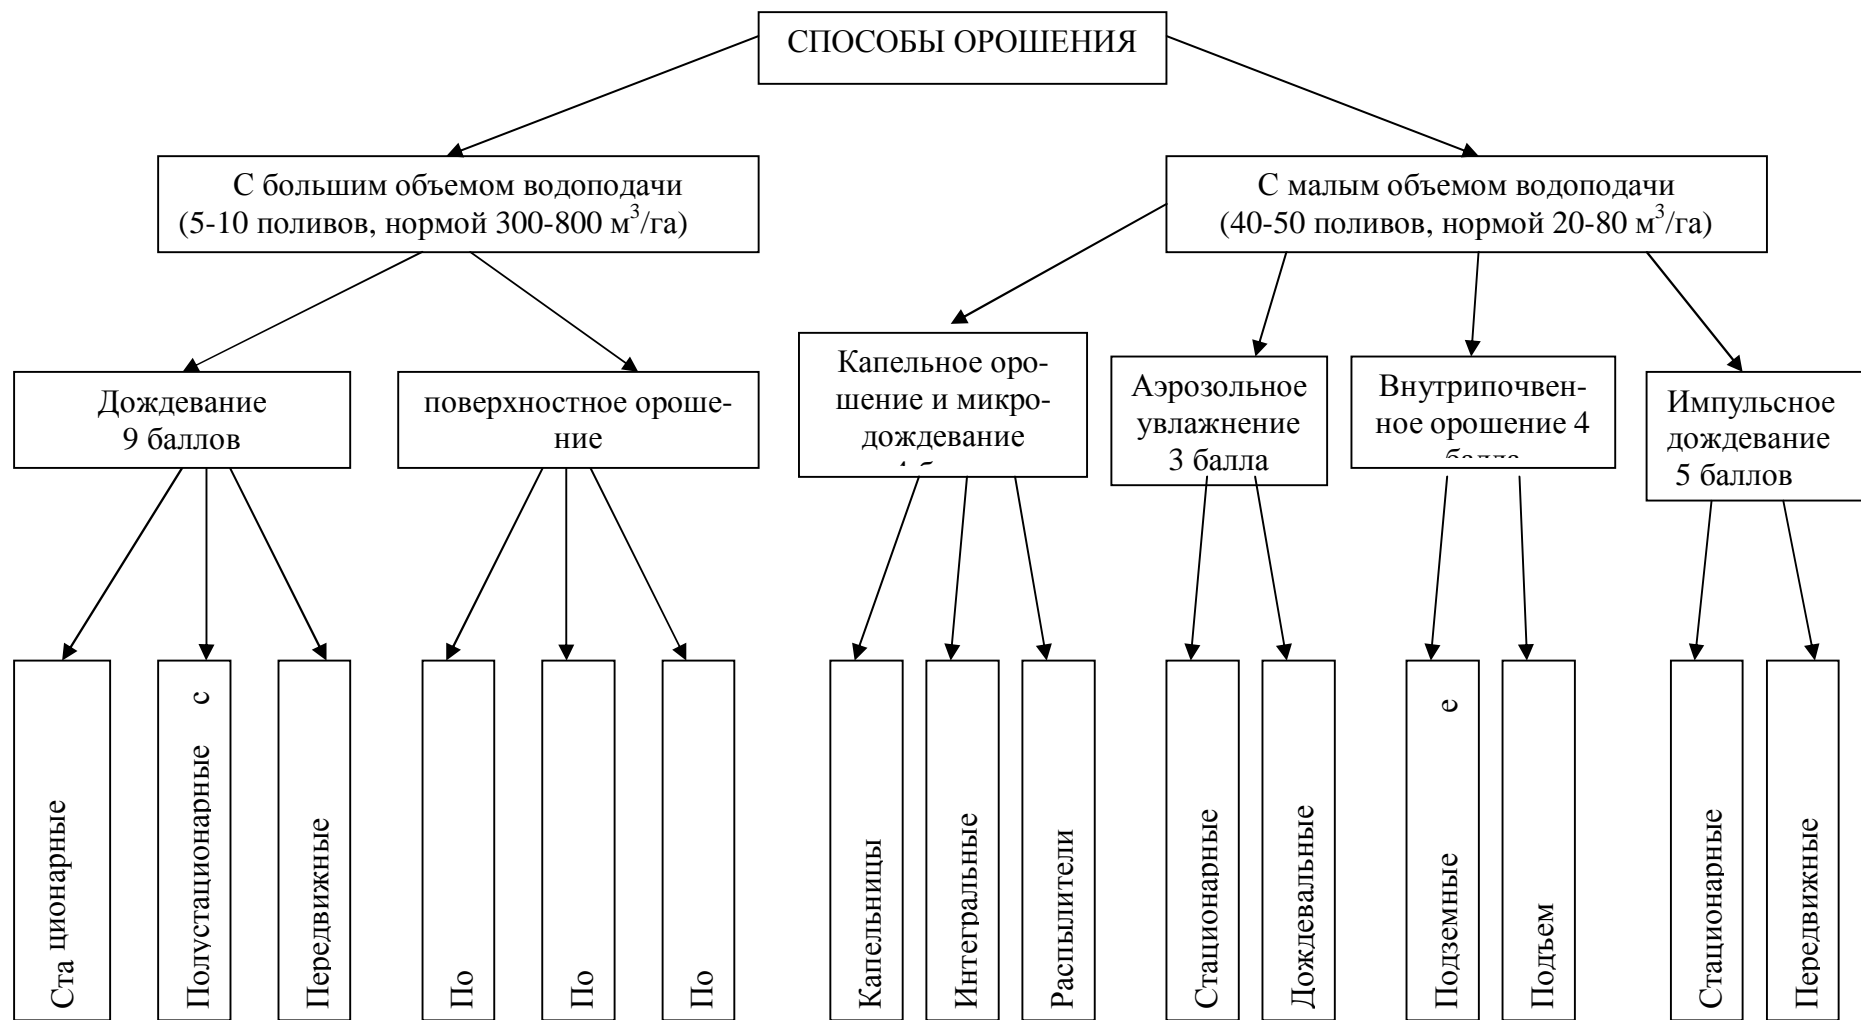 СПОСОБЫ ОРОШЕНИЯ
С большим объемом водоподачи
(5-10 поливов, нормой 300-800 м³/га)
С малым объемом водоподачи
(40-50 поливов, нормой 20-80 м³/га)
Дождевание
9 баллов
поверхностное ороше-
ние
Капельное оро-
шение и микро-
дождевание
Аэрозольное
увлажнение
3 балла
Внутрипочвен-
ное орошение 4
балла
Импульсное
дождевание
5 баллов
Ста ционарные
Полустационарные с
Передвижные
По
По
По
Капельницы
Интегральные
Распылители
Стационарные
Дождевальные
Подземные е
Подъем
Стационарные
Передвижные